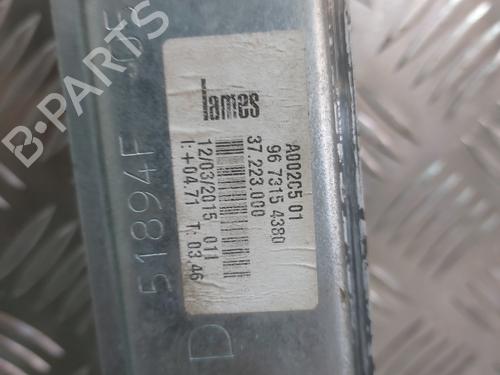 lames
A002C5 01
96 7315 4380
37.223.000
12/03/2015 011
I:+04.71 T: 03.46
51894F
D
B-PARTS